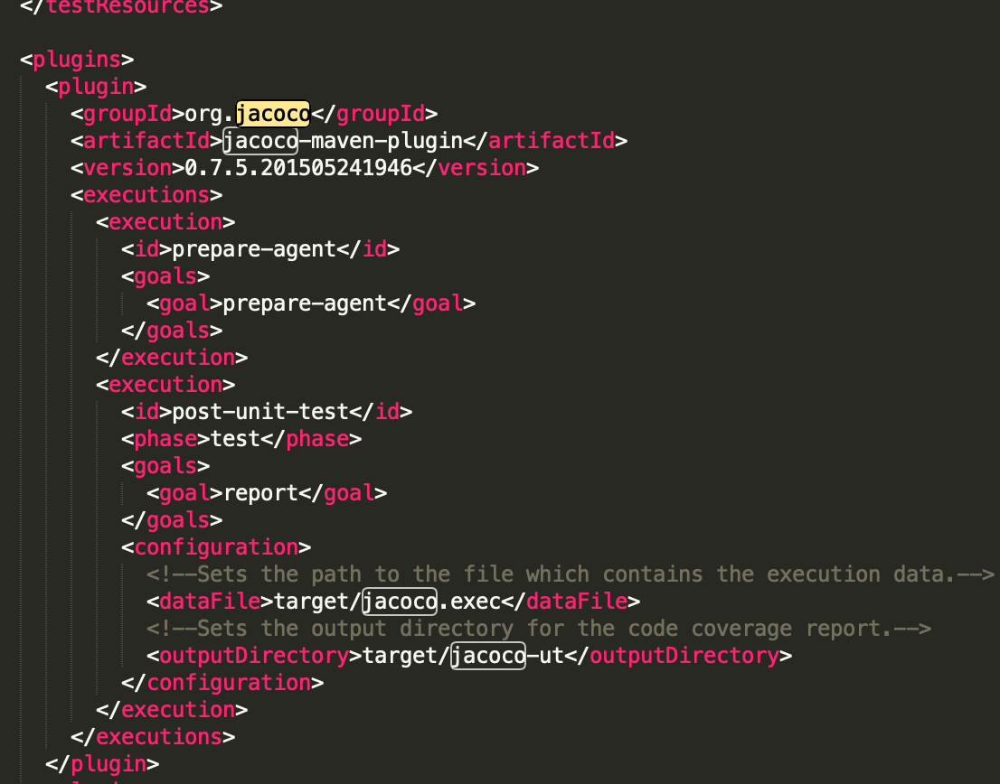 </testResources>
<plugins>
<plugin>
<groupId>org.jacoco</groupId>
<artifactId>jacoco-maven-plugin</artifactId>
<version>0.7.5.201505241946</version>
<executions>
<execution>
<id>prepare-agent</id>
<goals>
<goal>prepare-agent</goal>
</goals>
</execution>
<execution>
<id>post-unit-test</id>
<phase>test</phase>
<goals>
<goal>report</goal>
</goals>
<configuration>
<!--Sets the path to the file which contains the execution data.-->
<dataFile>target/jacoco.exec</dataFile>
<!--Sets the output directory for the code coverage report.-->
<outputDirectory>target/jacoco-ut</outputDirectory>
</configuration>
</execution>
</executions>
</plugin>